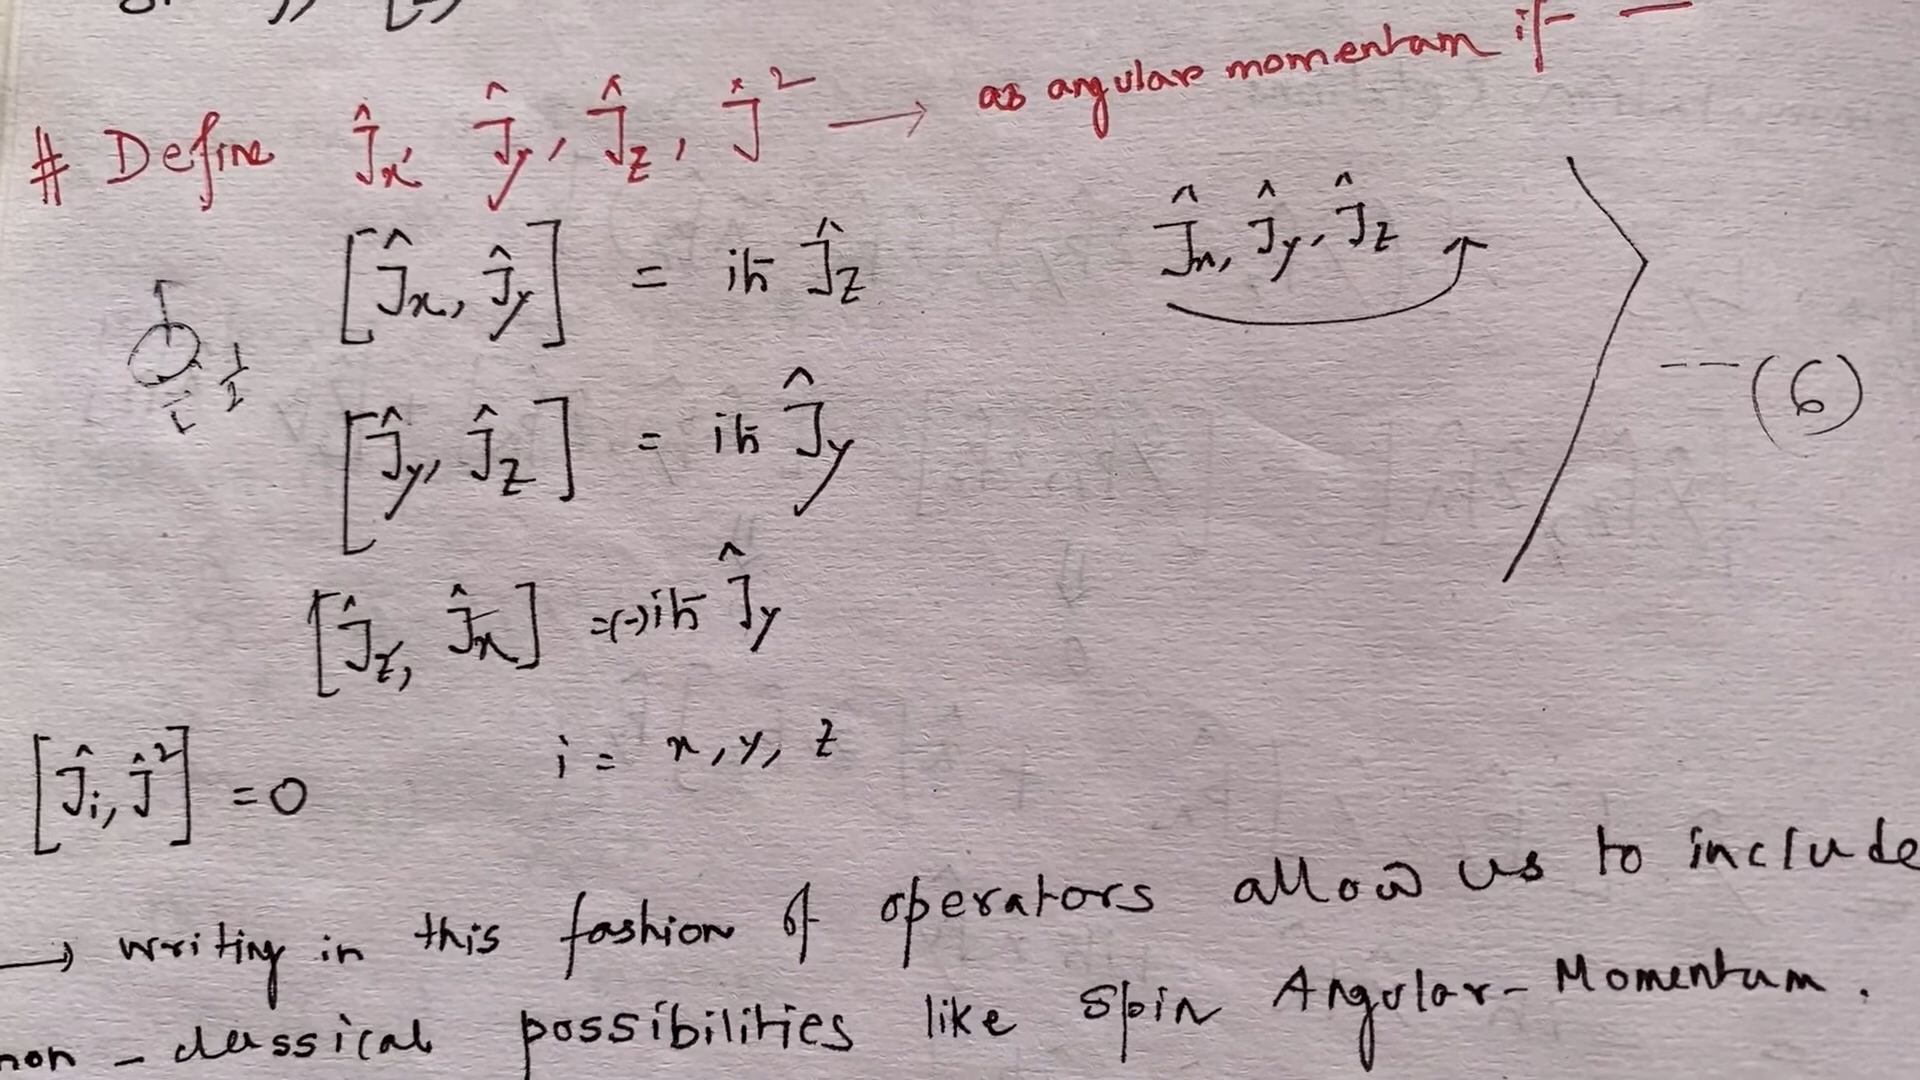 # Define Ĵx, Ĵy, Ĵz, Ĵ² → as angular momentum if —
[Ĵx, Ĵy] = iħ Ĵz
Ĵx, Ĵy, Ĵz
[Ĵy, Ĵz] = iħ Ĵy
---(6)
[Ĵz, Ĵx] =(-)iħ Ĵy
[Ĵi, Ĵ²] = 0 i = x, y, z
→ writing in this fashion of operators allow us to include
non - classical possibilities like spin Angular-Momentum.